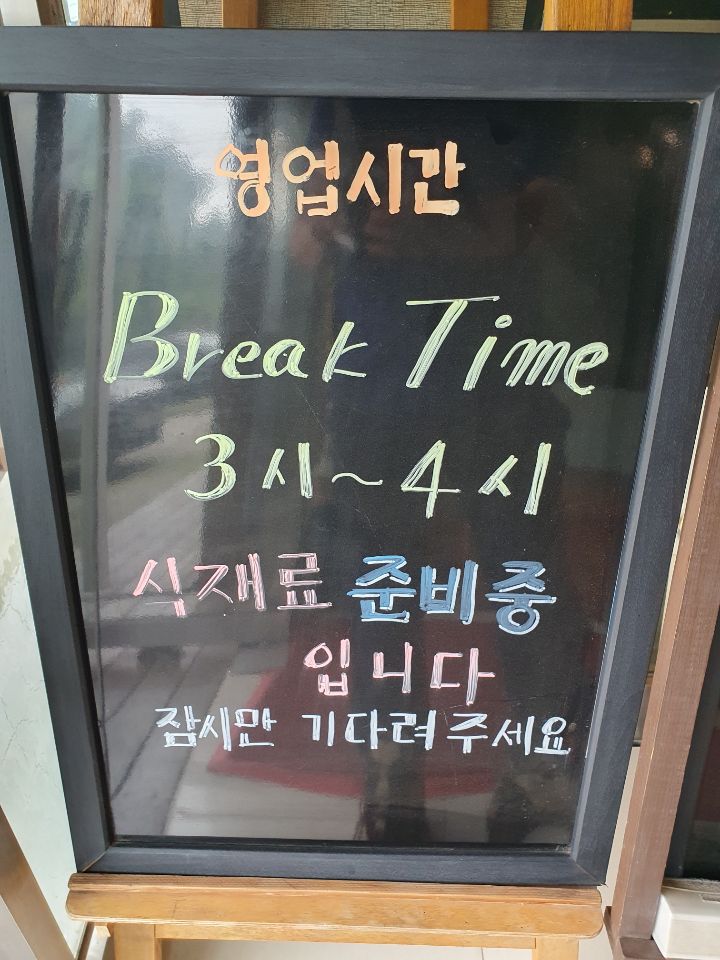 영업시간
Break Time
3시~4시
식재료 준비중
입니다
잠시만 기다려주세요